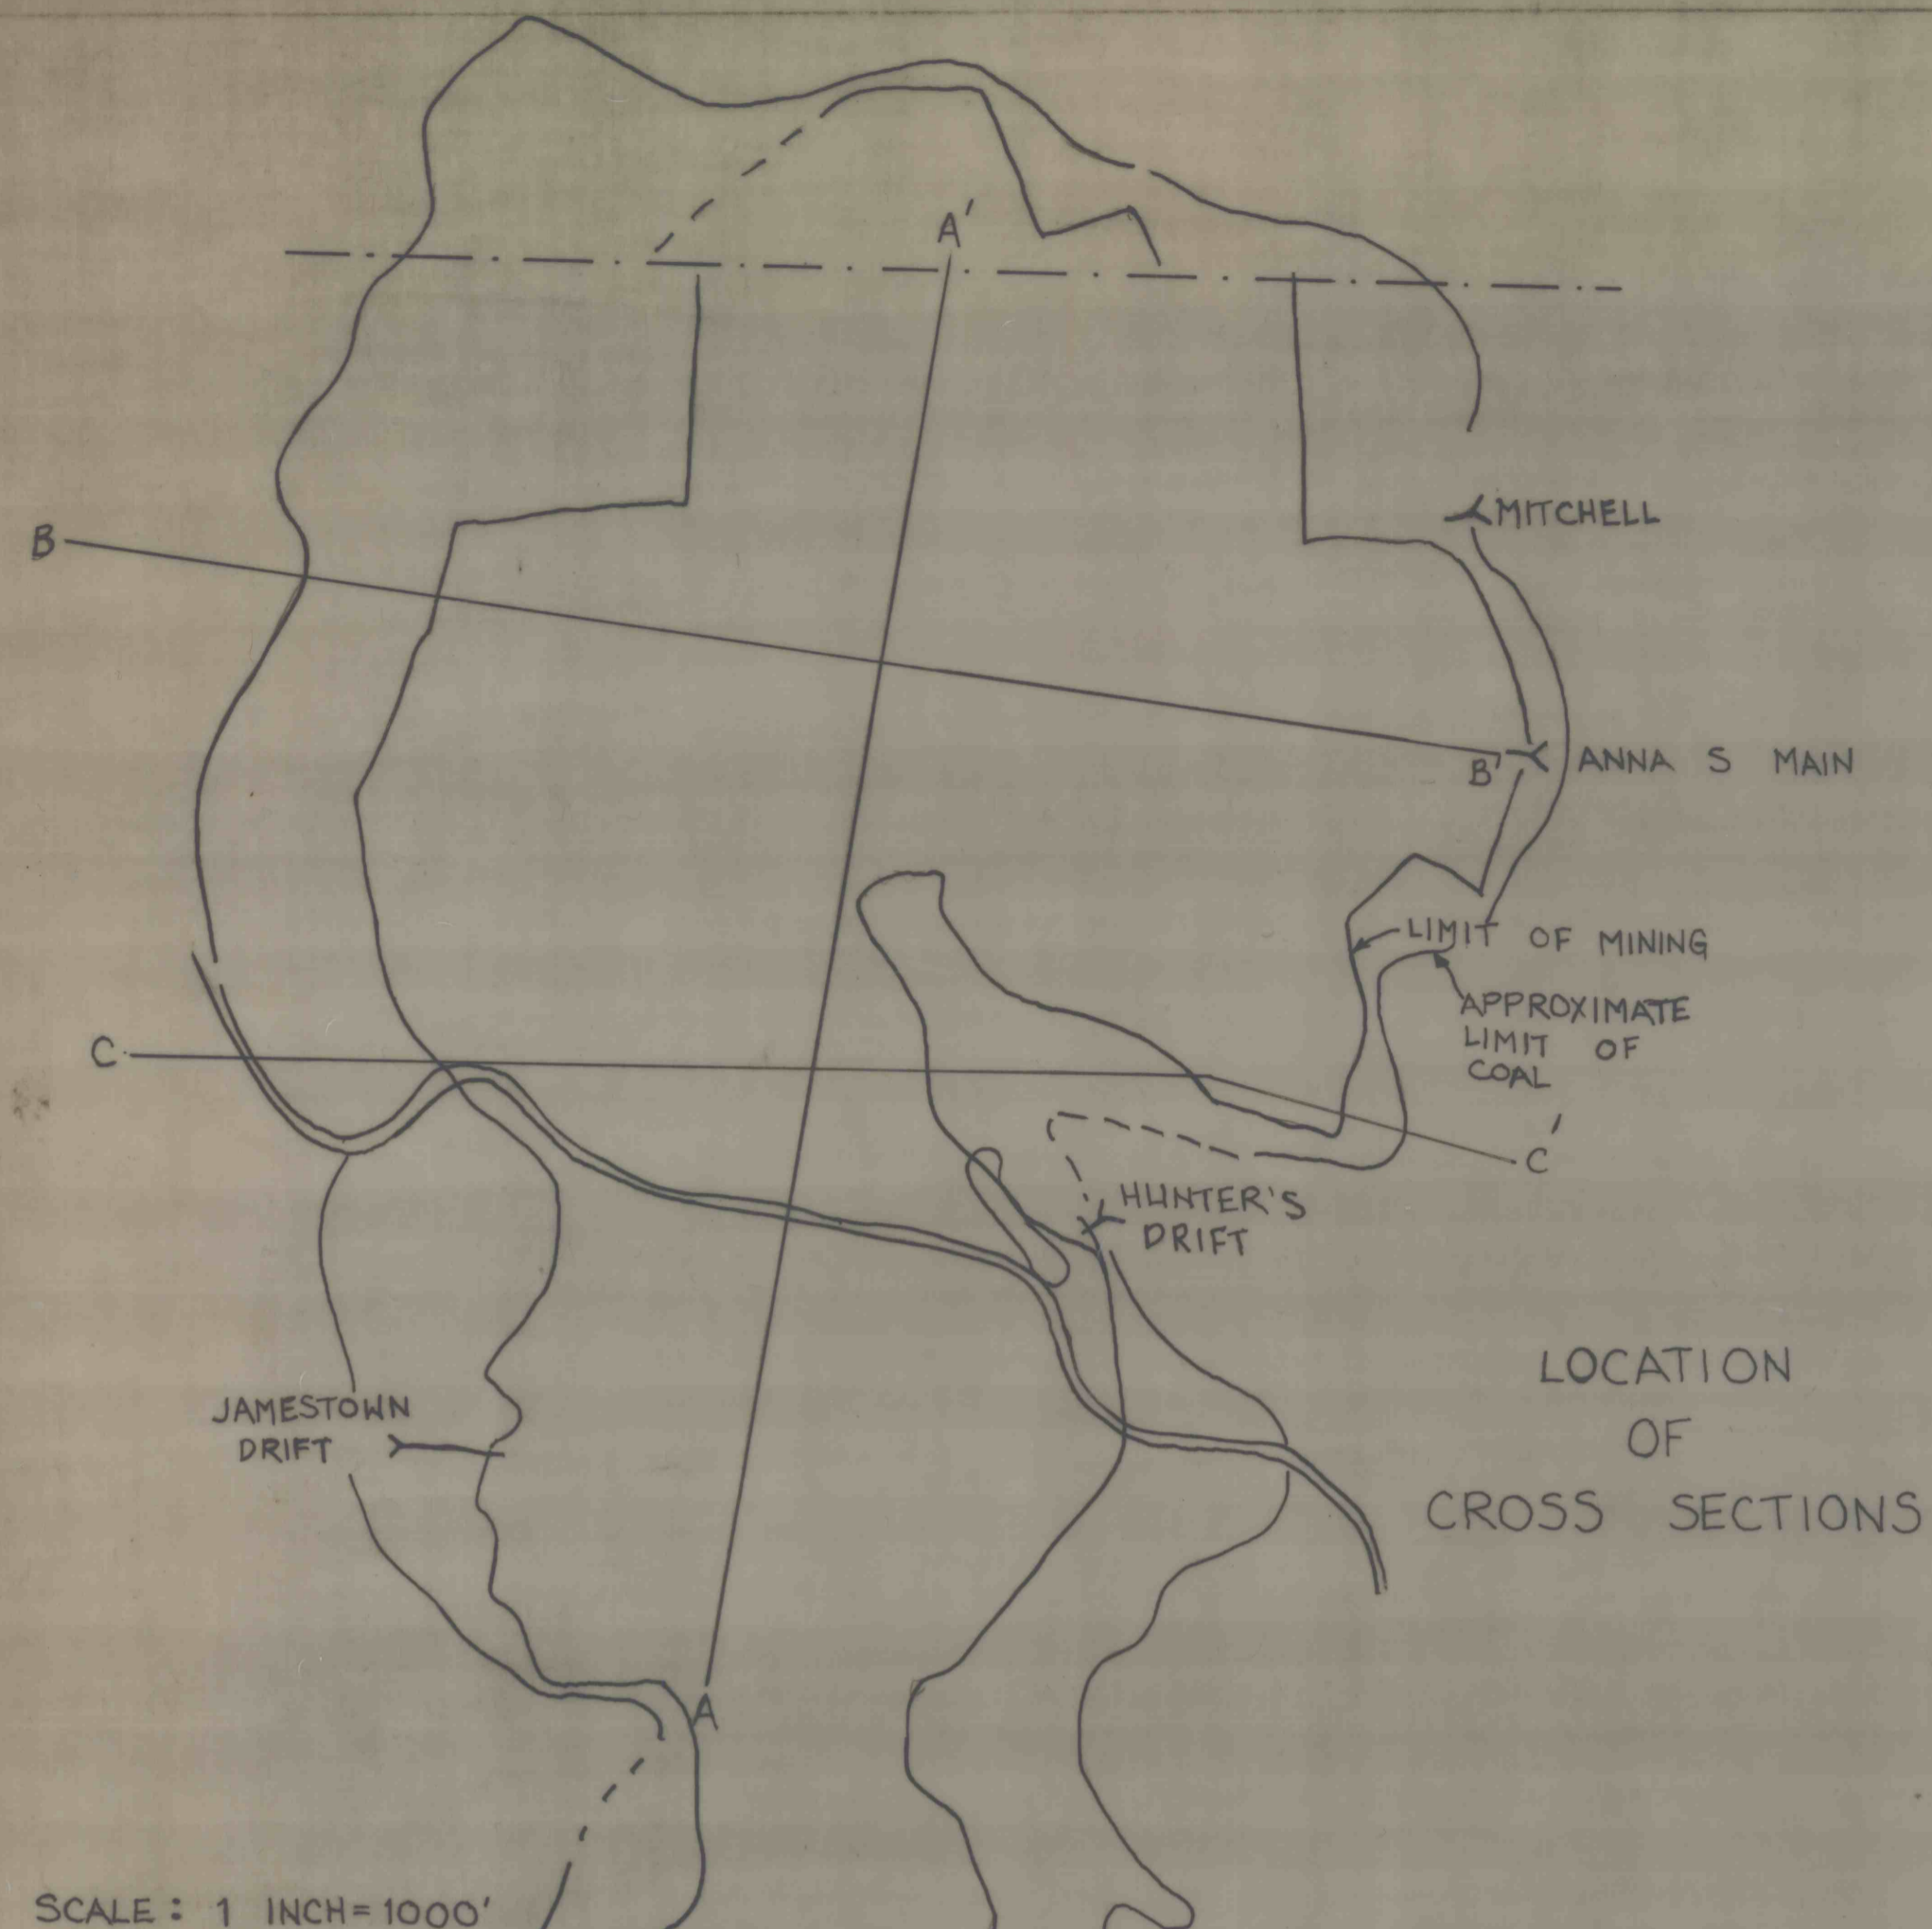 A'
MITCHELL
B
B'
ANNA S MAIN
LIMIT OF MINING
APPROXIMATE
LIMIT OF
COAL
C
C'
HUNTER'S
DRIFT
LOCATION
OF
CROSS SECTIONS
JAMESTOWN
DRIFT
A
SCALE: 1 INCH=1000'